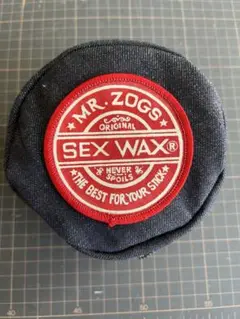 ★ MR. ZOGS ★
ORIGINAL
SEX WAX®
NEVER
SPOILS
★ THE BEST FOR YOUR STICK ★